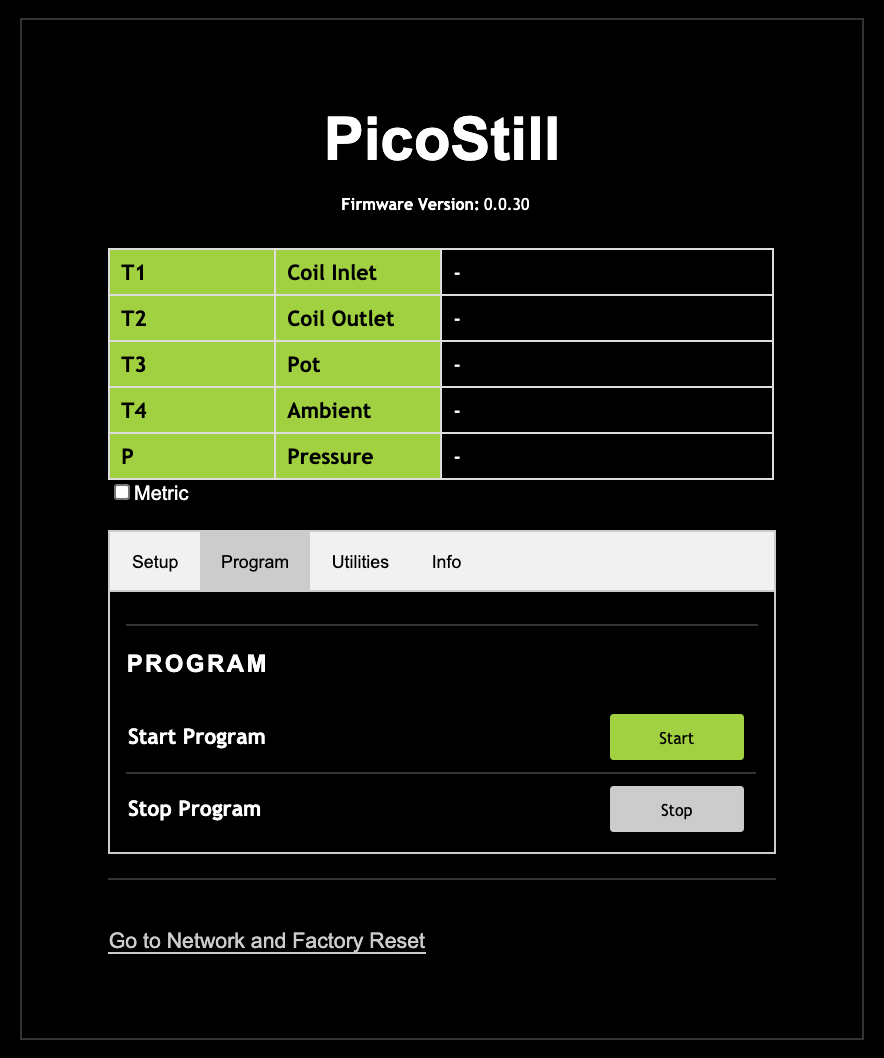 PicoStill
Firmware Version: 0.0.30
T1 Coil Inlet -
T2 Coil Outlet -
T3 Pot -
T4 Ambient -
P Pressure -
Metric
Setup Program Utilities Info
PROGRAM
Start Program Start
Stop Program Stop
Go to Network and Factory Reset